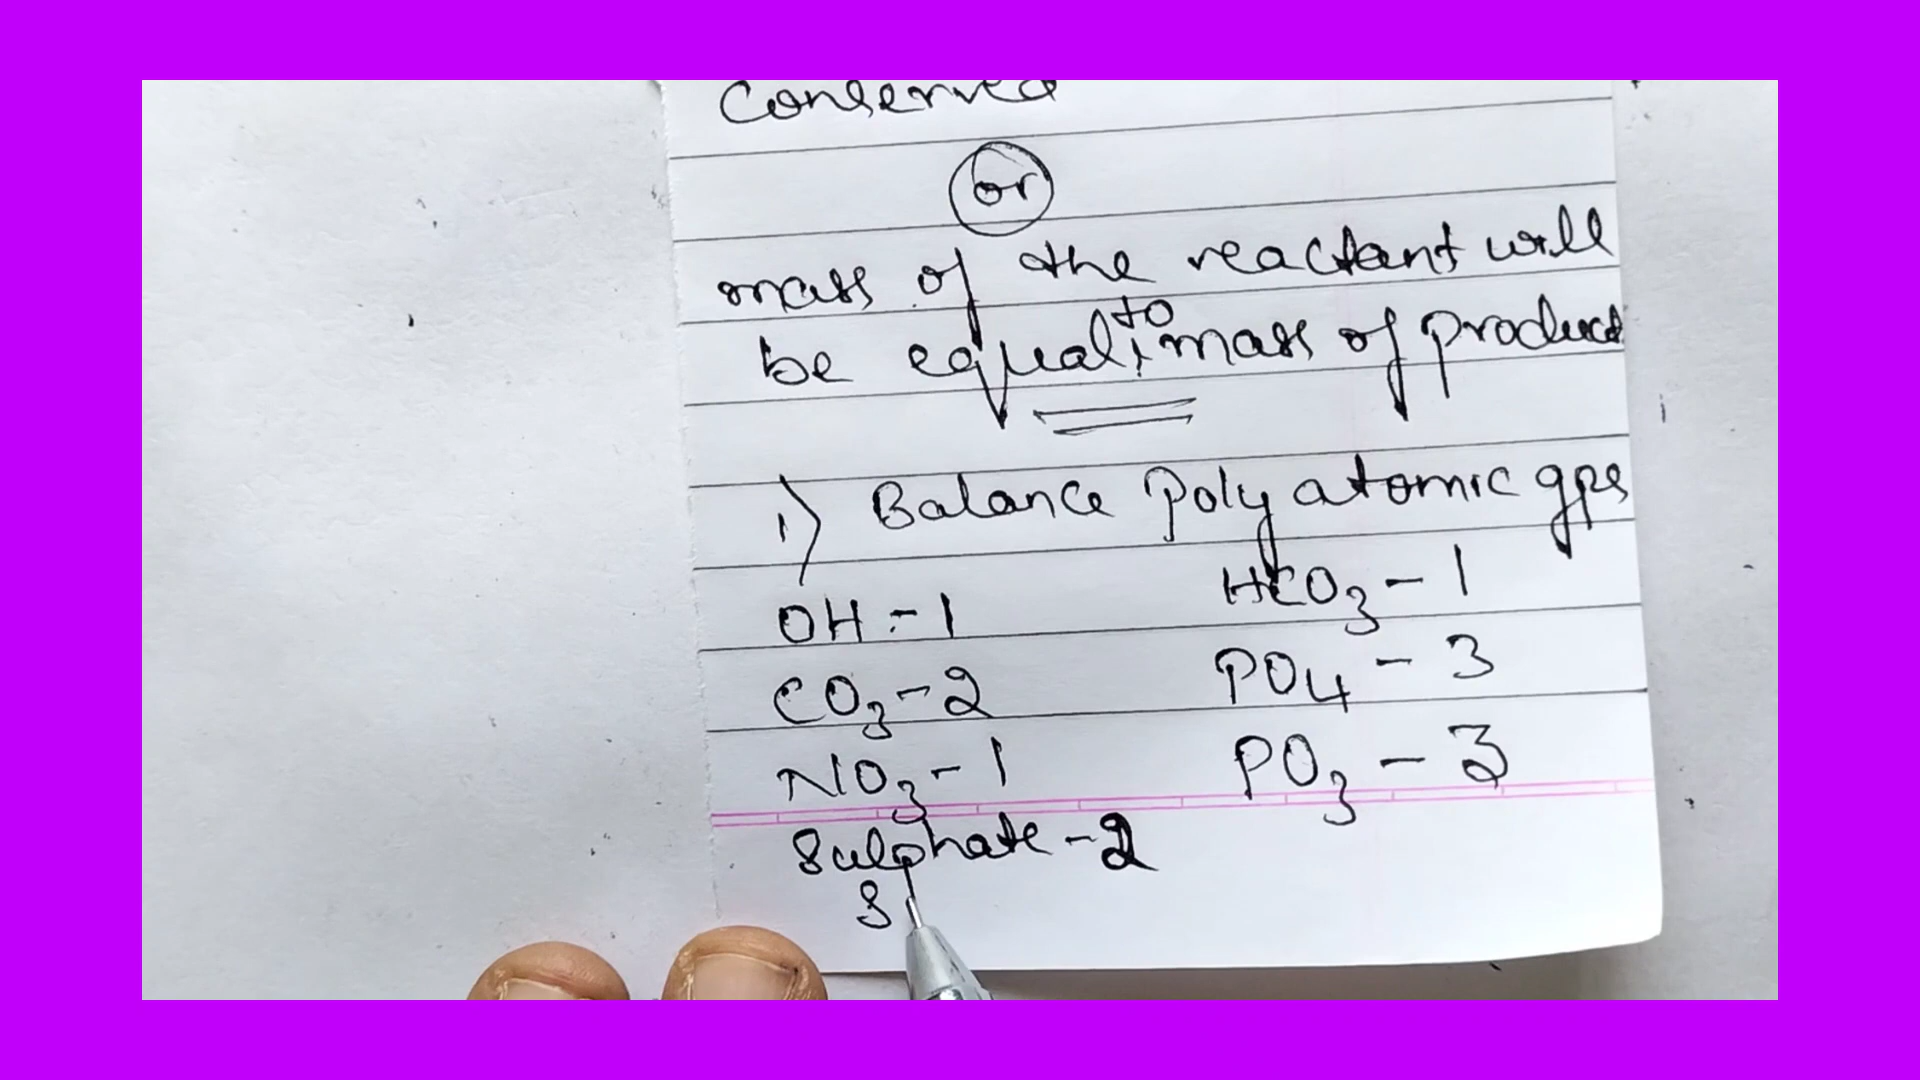 Conserved
or
mass of the reactant will
be equal to mass of product
1) Balance Poly atomic gps
OH - 1
HCO3 - 1
CO3 - 2
PO4 - 3
NO3 - 1
PO3 - 3
Sulphate - 2
S